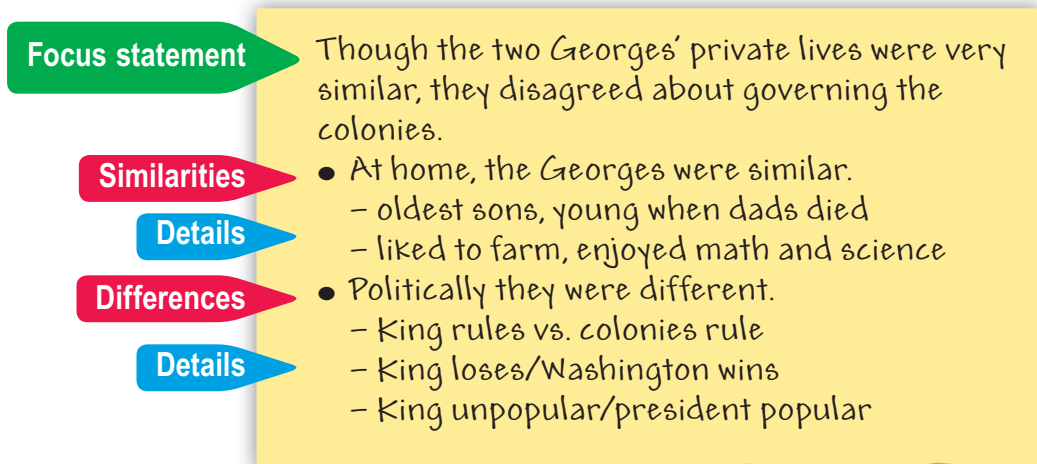 Focus statement
Though the two Georges’ private lives were very
similar, they disagreed about governing the
colonies.
Similarities
● At home, the Georges were similar.
Details
– oldest sons, young when dads died
– liked to farm, enjoyed math and science
Differences
● Politically they were different.
– King rules vs. colonies rule
Details
– King loses/Washington wins
– King unpopular/president popular